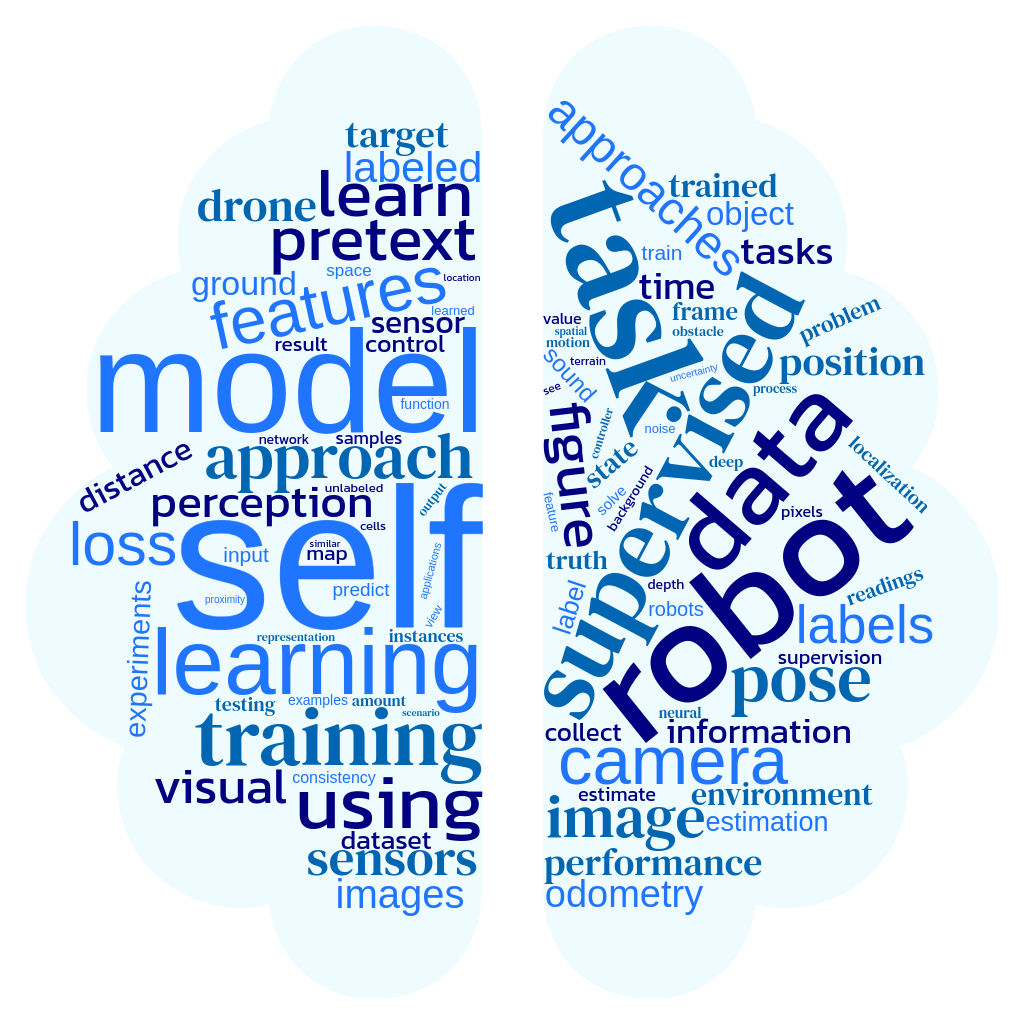 target
labeled
learn
drone
pretext
space
location
ground
features
learned
sensor
result
control
model
function
network
samples
approach
distance
unlabeled
perception
output
cells
loss
self
input
similar
map
predict
proximity
applications
view
experiments
representation
instances
learning
testing
examples
amount
scenario
training
visual
consistency
using
dataset
sensors
images
approaches
trained
object
task
train
tasks
time
value
frame
problem
spatial
obstacle
motion
sound
terrain
uncertainty
position
see
process
supervised
data
figure
controller
noise
state
deep
localization
background
solve
feature
pixels
robot
truth
depth
readings
label
robots
labels
supervision
pose
neural
collect
information
camera
estimate
environment
image
estimation
performance
odometry